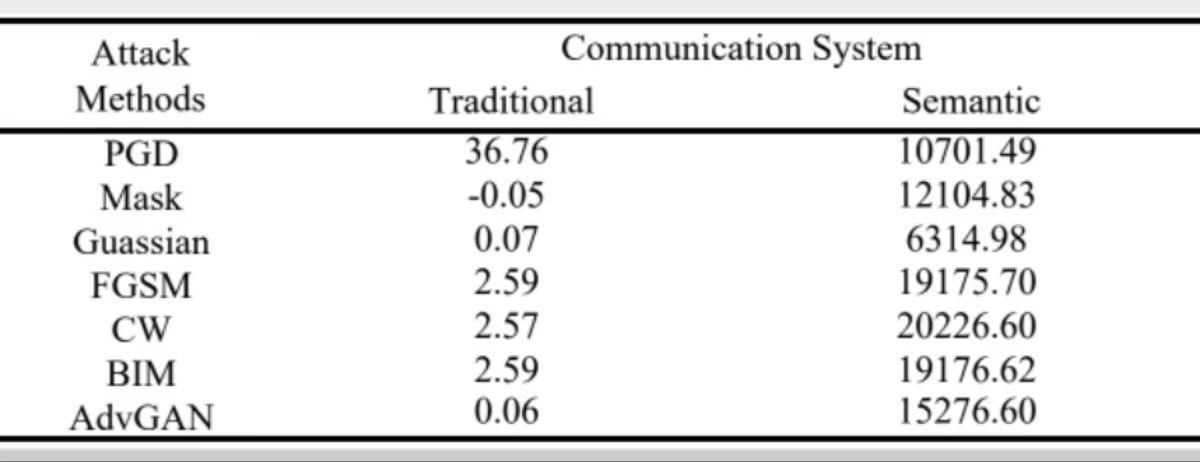 Attack Methods Communication System
Traditional Semantic
PGD 36.76 10701.49
Mask -0.05 12104.83
Guassian 0.07 6314.98
FGSM 2.59 19175.70
CW 2.57 20226.60
BIM 2.59 19176.62
AdvGAN 0.06 15276.60